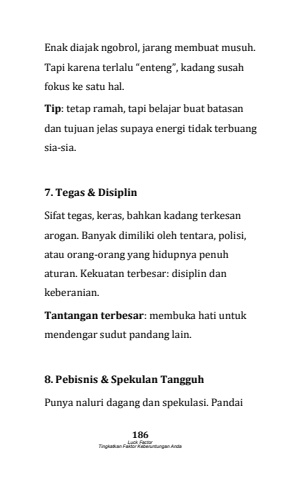 Enak diajak ngobrol, jarang membuat musuh.
Tapi karena terlalu “enteng”, kadang susah
fokus ke satu hal.
Tip: tetap ramah, tapi belajar buat batasan
dan tujuan jelas supaya energi tidak terbuang
sia-sia.
7. Tegas & Disiplin
Sifat tegas, keras, bahkan kadang terkesan
arogan. Banyak dimiliki oleh tentara, polisi,
atau orang-orang yang hidupnya penuh
aturan. Kekuatan terbesar: disiplin dan
keberanian.
Tantangan terbesar: membuka hati untuk
mendengar sudut pandang lain.
8. Pebisnis & Spekulan Tangguh
Punya naluri dagang dan spekulasi. Pandai
186
Luck Factor
Tingkatkan Faktor Keberuntungan Anda